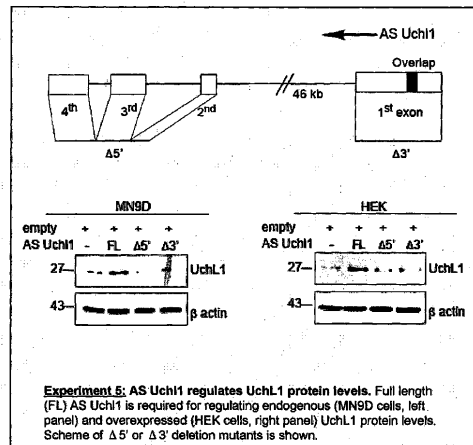 AS Uchl1
Overlap
46 kb
4th
3rd
2nd
1st exon
Δ5'
Δ3'
MN9D
empty + + + +
AS Uchl1 - FL Δ5' Δ3'
27
UchL1
43
β actin
HEK
empty + + + +
AS Uchl1 - FL Δ5' Δ3'
27
UchL1
43
β actin
Experiment 5: AS Uchl1 regulates UchL1 protein levels. Full length
(FL) AS Uchl1 is required for regulating endogenous (MN9D cells, left
panel) and overexpressed (HEK cells, right panel) UchL1 protein levels.
Scheme of Δ 5' or Δ 3' deletion mutants is shown.